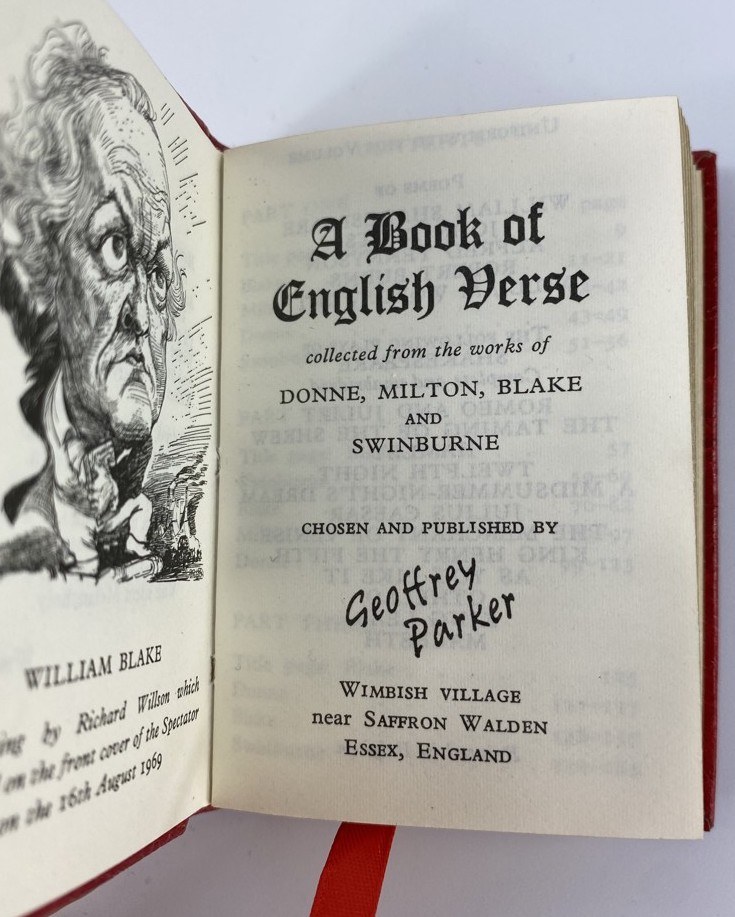 WILLIAM BLAKE
by Richard Willson which
on the front cover of the Spectator
on the 16th August 1969
A Book of
English Verse
collected from the works of
DONNE, MILTON, BLAKE
AND
SWINBURNE
CHOSEN AND PUBLISHED BY
Geoffrey
Parker
WIMBISH VILLAGE
near SAFFRON WALDEN
ESSEX, ENGLAND